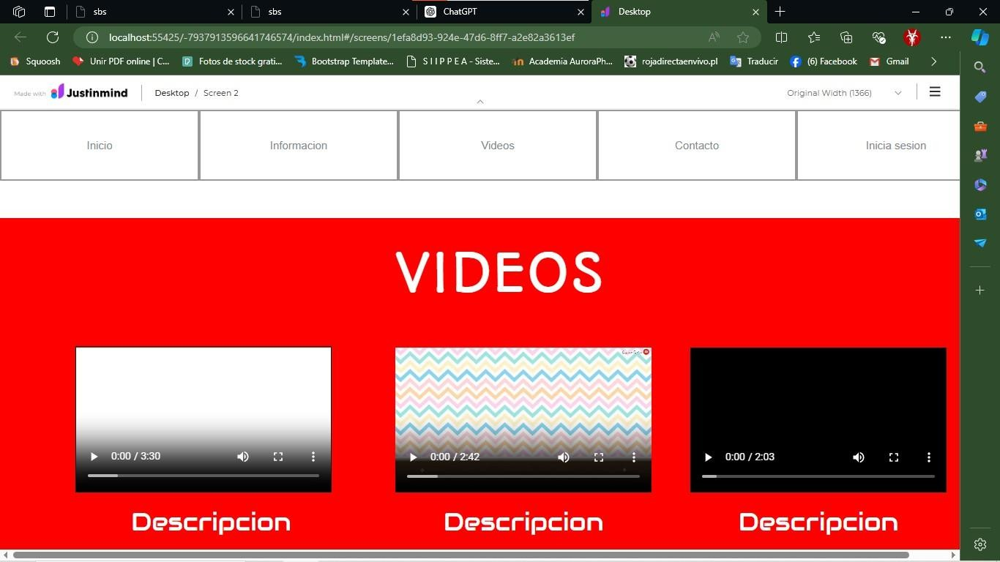 sbs
sbs
ChatGPT
Desktop
localhost:55425/-7937913596641746574/index.html#/screens/1efa8d93-924e-47d6-8ff7-a2e82a3613ef
Squoosh
Unir PDF online | C...
Fotos de stock grati...
Bootstrap Template...
S I I P P E A - Siste...
Academia AuroraPh...
rojadirectaenvivo.pl
Traducir
(6) Facebook
Gmail
Made with Justinmind
Desktop / Screen 2
Original Width (1366)
Inicio
Informacion
Videos
Contacto
Inicia sesion
VIDEOS
0:00 / 3:30
0:00 / 2:42
0:00 / 2:03
Descripcion
Descripcion
Descripcion